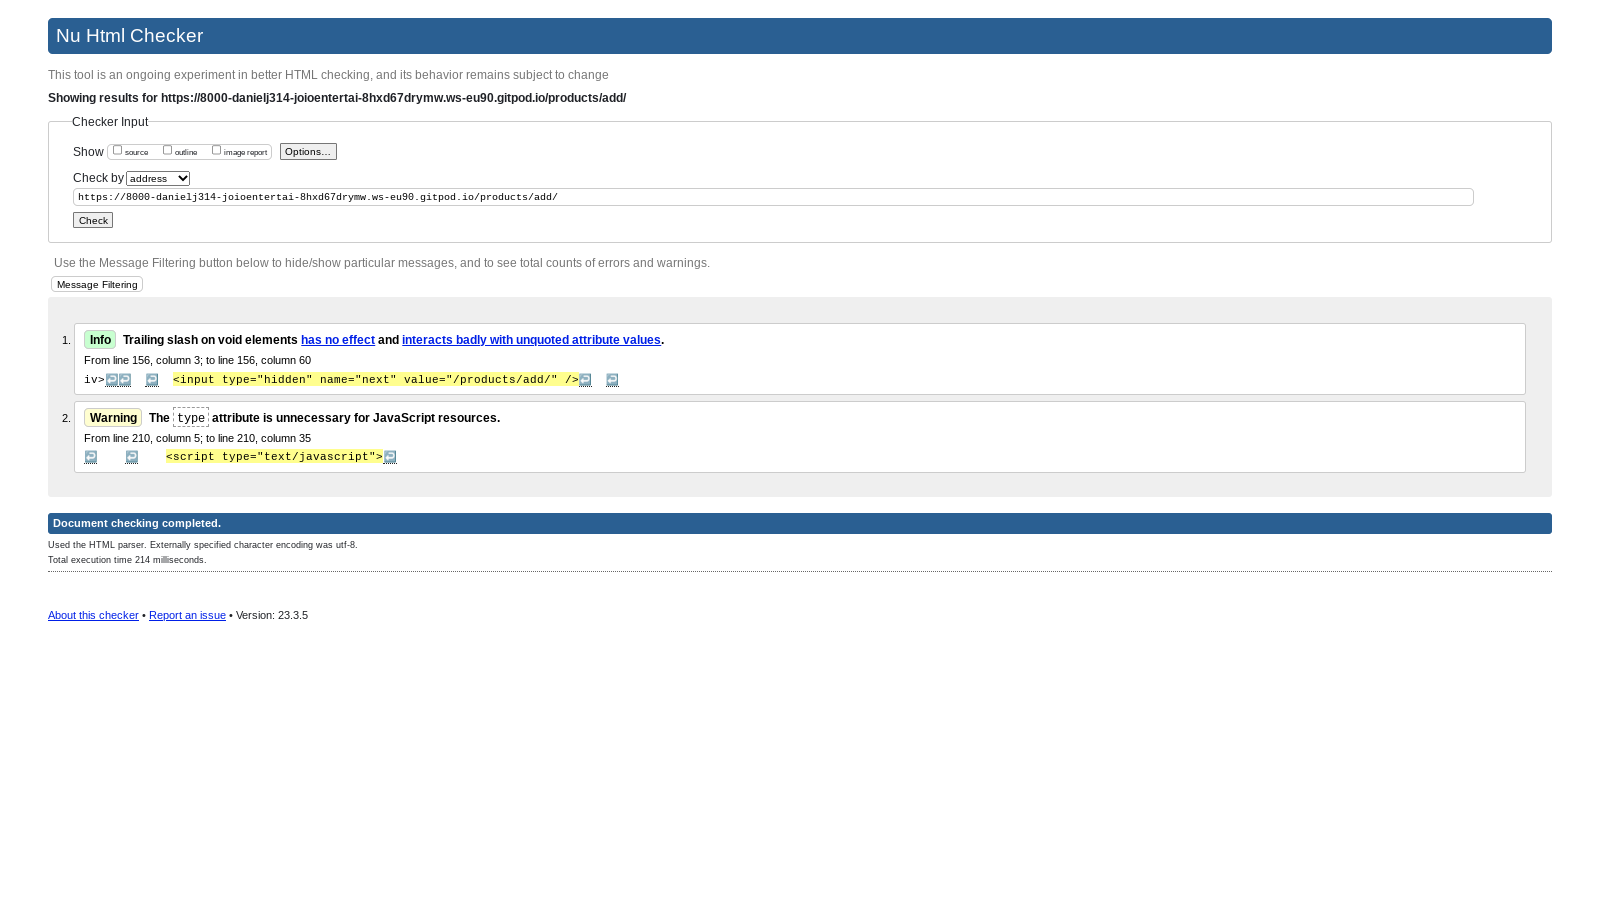 Nu Html Checker
This tool is an ongoing experiment in better HTML checking, and its behavior remains subject to change
Showing results for https://8000-danielj314-joioentertai-8hxd67drymw.ws-eu90.gitpod.io/products/add/
Checker Input
Show source outline image report Options...
Check by address
https://8000-danielj314-joioentertai-8hxd67drymw.ws-eu90.gitpod.io/products/add/
Check
Use the Message Filtering button below to hide/show particular messages, and to see total counts of errors and warnings.
Message Filtering
1. Info Trailing slash on void elements has no effect and interacts badly with unquoted attribute values.
From line 156, column 3; to line 156, column 60
iv>↩↩ ↩ <input type="hidden" name="next" value="/products/add/" />↩ ↩
2. Warning The type attribute is unnecessary for JavaScript resources.
From line 210, column 5; to line 210, column 35
↩ ↩ <script type="text/javascript">↩
Document checking completed.
Used the HTML parser. Externally specified character encoding was utf-8.
Total execution time 214 milliseconds.
About this checker • Report an issue • Version: 23.3.5